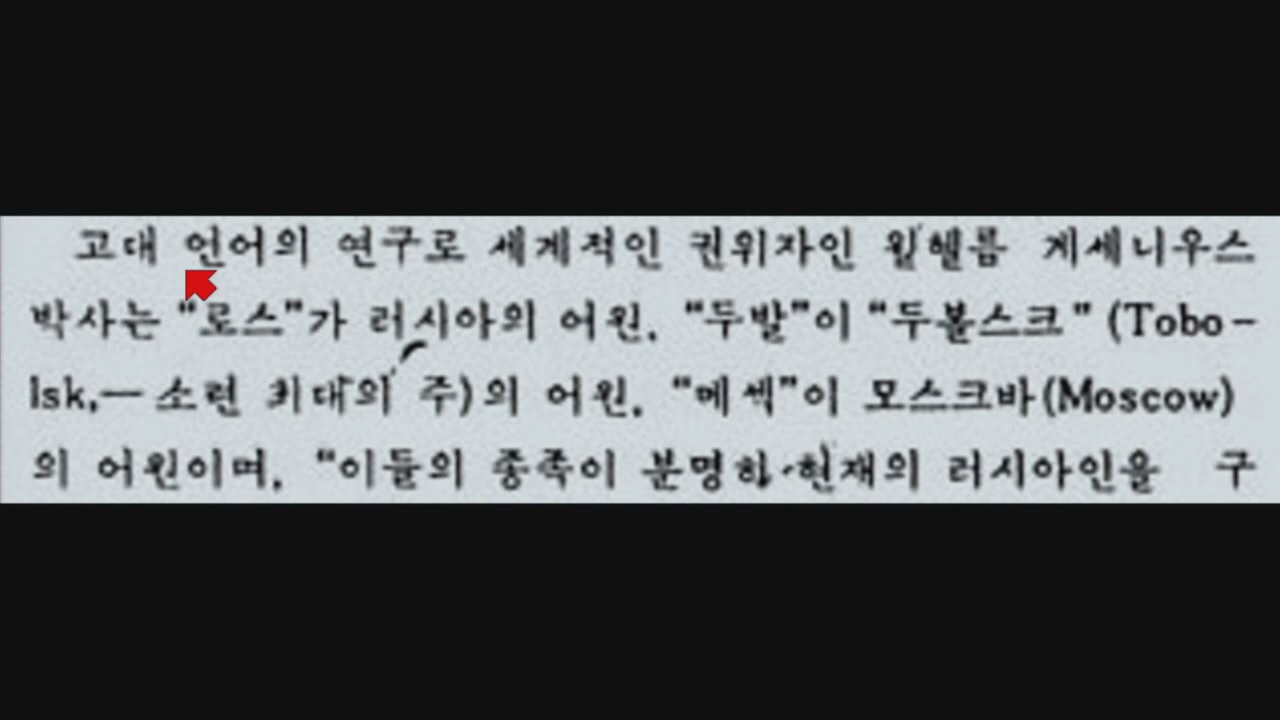 고대 언어의 연구로 세계적인 권위자인 윌헬름 게세니우스
박사는 “로스”가 러시아의 어원. “두발”이 “두볼스크” (Tobo-
lsk,— 소련 최대의 주)의 어원. “메섹”이 모스크바(Moscow)
의 어원이며. “이들의 종족이 분명히 현재의 러시아인을 구